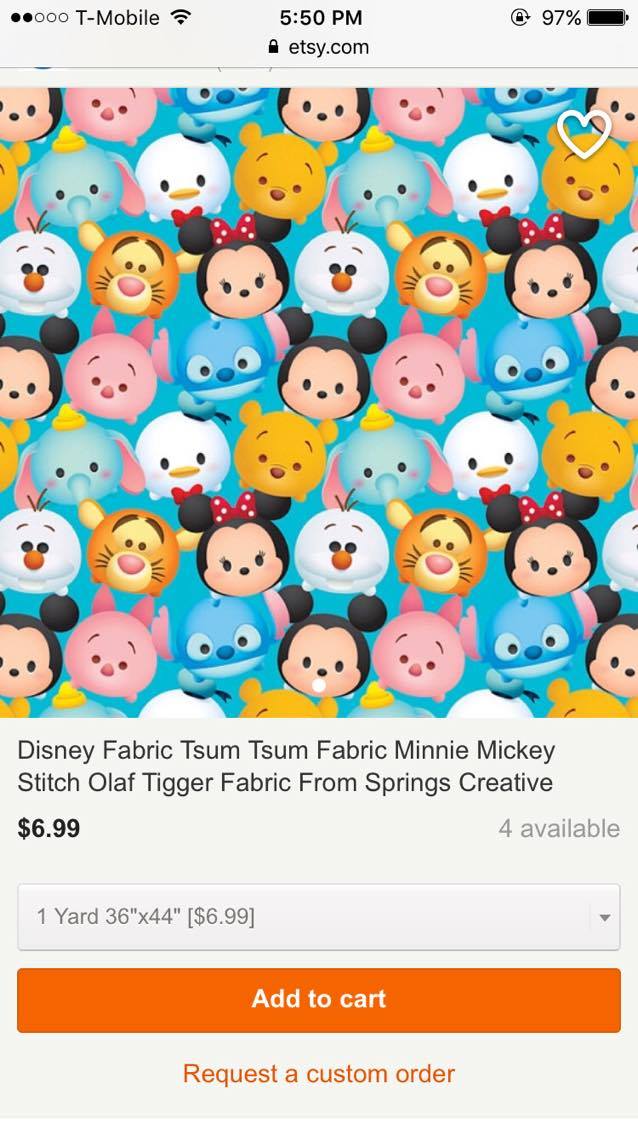 T-Mobile 5:50 PM 97%
etsy.com
Disney Fabric Tsum Tsum Fabric Minnie Mickey
Stitch Olaf Tigger Fabric From Springs Creative
$6.99 4 available
1 Yard 36"x44" [$6.99]
Add to cart
Request a custom order